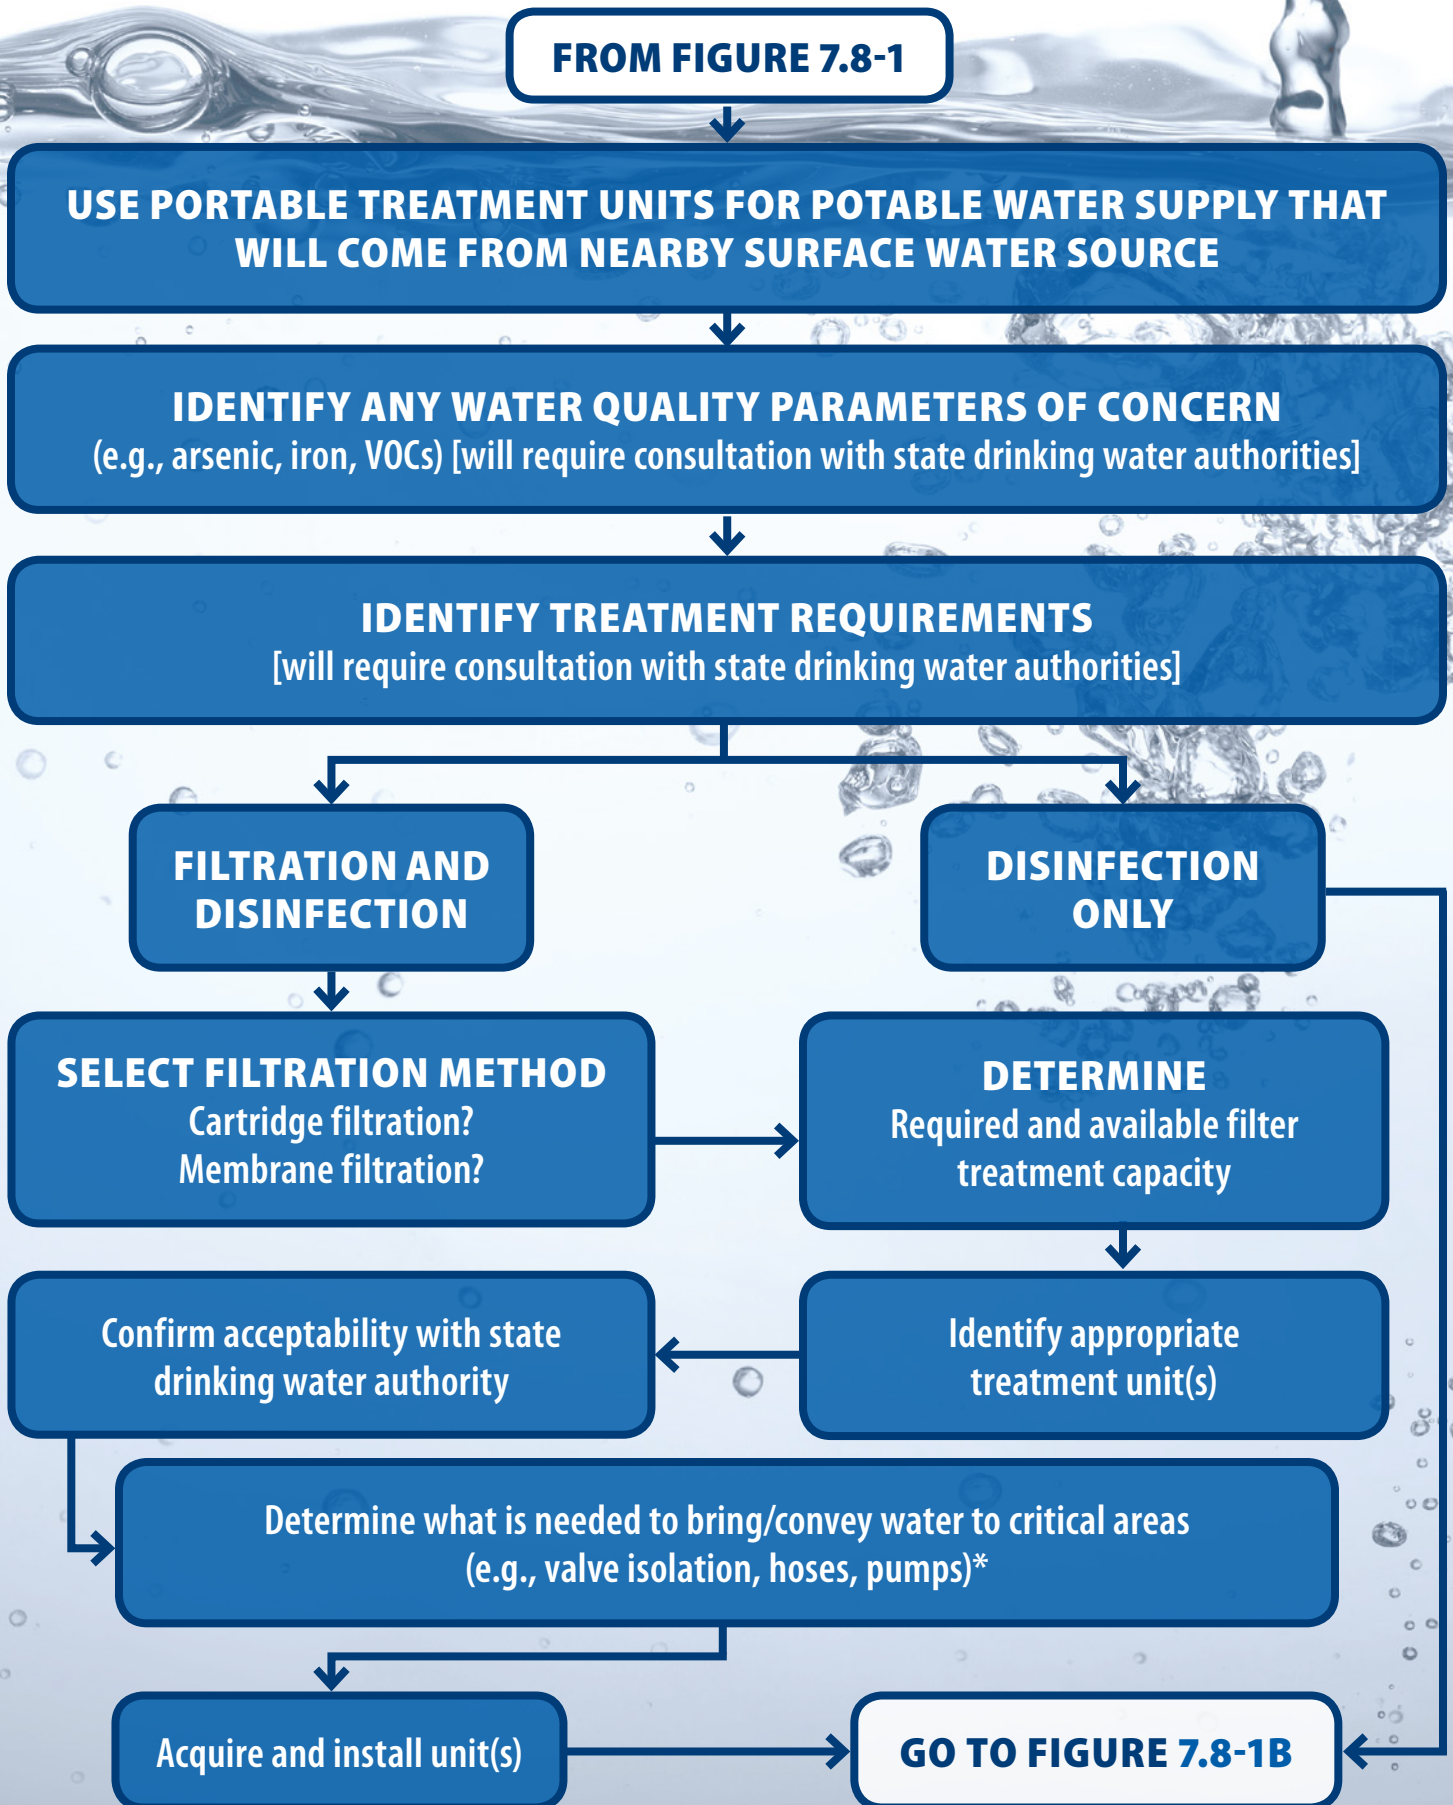 FROM FIGURE 7.8-1
USE PORTABLE TREATMENT UNITS FOR POTABLE WATER SUPPLY THAT
WILL COME FROM NEARBY SURFACE WATER SOURCE
IDENTIFY ANY WATER QUALITY PARAMETERS OF CONCERN
(e.g., arsenic, iron, VOCs) [will require consultation with state drinking water authorities]
IDENTIFY TREATMENT REQUIREMENTS
[will require consultation with state drinking water authorities]
FILTRATION AND
DISINFECTION
DISINFECTION
ONLY
SELECT FILTRATION METHOD
Cartridge filtration?
Membrane filtration?
DETERMINE
Required and available filter
treatment capacity
Identify appropriate
treatment unit(s)
Confirm acceptability with state
drinking water authority
Determine what is needed to bring/convey water to critical areas
(e.g., valve isolation, hoses, pumps)*
Acquire and install unit(s)
GO TO FIGURE 7.8-1B